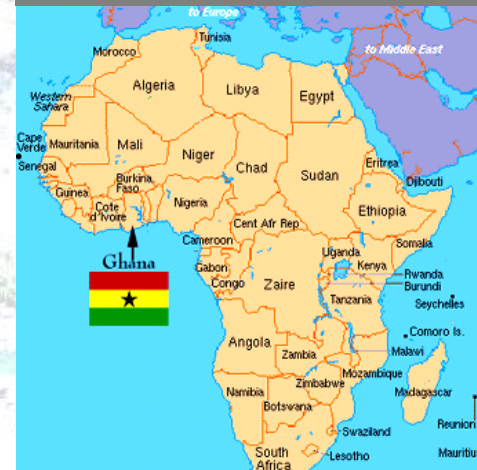 to Europe
Tunisia
to Middle East
Morocco
Algeria
Libya
Egypt
Western
Sahara
Cape
Verde
Mauritania
Mali
Niger
Chad
Sudan
Eritrea
Senegal
Djibouti
Guinea
Burkina
Faso
Cote
d'Ivoire
Nigeria
Ethiopia
Cent Afr Rep
Cameroon
Somalia
Ghana
Uganda
Kenya
Gabon
Congo
Zaire
Rwanda
Burundi
Tanzania
Seychelles
Comoro Is.
Angola
Zambia
Malawi
Mozambique
Zimbabwe
Madagascar
Namibia
Botswana
Reunion
Swaziland
South
Africa
Lesotho
Mauritiu